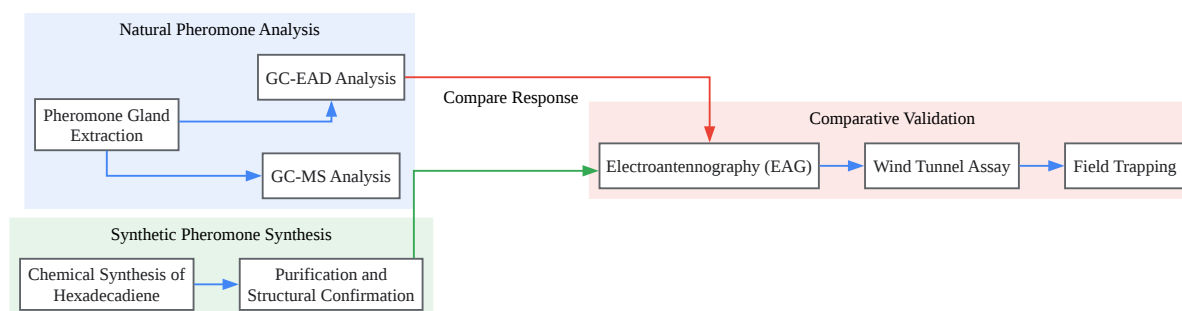 Natural Pheromone Analysis
GC-EAD Analysis
Pheromone Gland
Extraction
GC-MS Analysis
Compare Response
Comparative Validation
Electroantennography (EAG)
Wind Tunnel Assay
Field Trapping
Synthetic Pheromone Synthesis
Chemical Synthesis of
Hexadecadiene
Purification and
Structural Confirmation